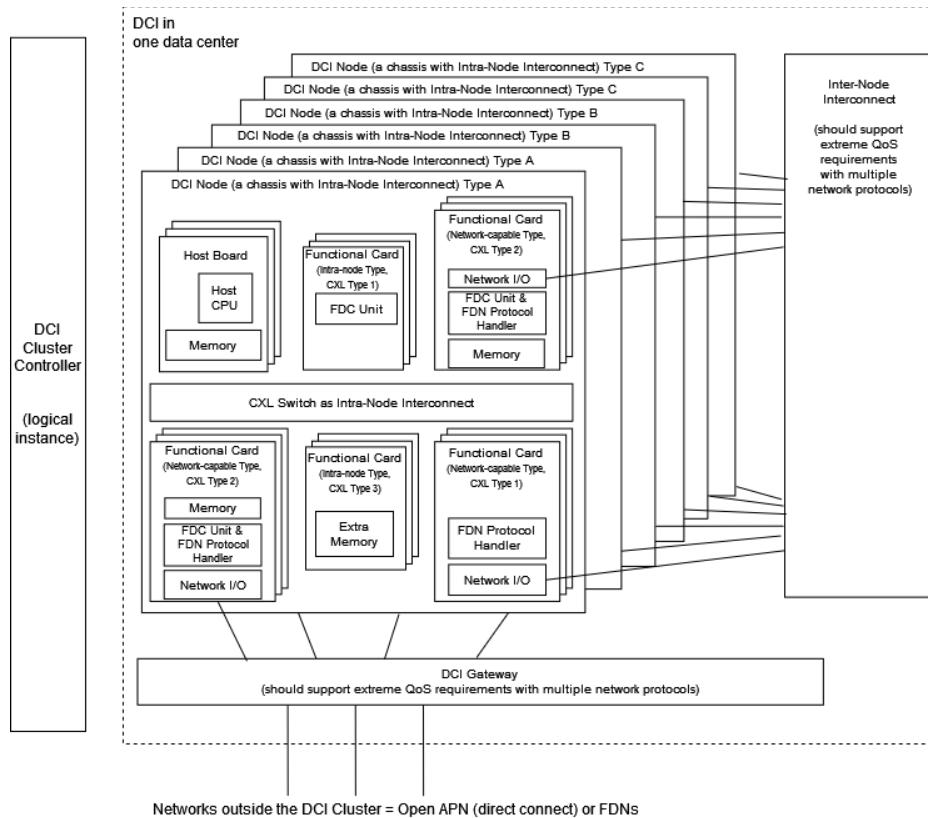 DCI in
one data center
DCI Node (a chassis with Intra-Node Interconnect) Type C
DCI Node (a chassis with Intra-Node Interconnect) Type C
DCI Node (a chassis with Intra-Node Interconnect) Type B
DCI Node (a chassis with Intra-Node Interconnect) Type B
DCI Node (a chassis with Intra-Node Interconnect) Type A
DCI Node (a chassis with Intra-Node Interconnect) Type A
Inter-Node
Interconnect
(should support
extreme QoS
requirements
with multiple
network protocols)
DCI
Cluster
Controller
(logical
instance)
Host Board
Host
CPU
Memory
Functional Card
(Intra-node Type,
CXL Type 1)
FDC Unit
Functional Card
(Network-capable Type,
CXL Type 2)
Network I/O
FDC Unit &
FDN Protocol
Handler
Memory
CXL Switch as Intra-Node Interconnect
Functional Card
(Network-capable Type,
CXL Type 2)
Memory
FDC Unit &
FDN Protocol
Handler
Network I/O
Functional Card
(Intra-node Type,
CXL Type 3)
Extra
Memory
Functional Card
(Network-capable Type,
CXL Type 1)
FDN Protocol
Handler
Network I/O
DCI Gateway
(should support extreme QoS requirements with multiple network protocols)
Networks outside the DCI Cluster = Open APN (direct connect) or FDNs